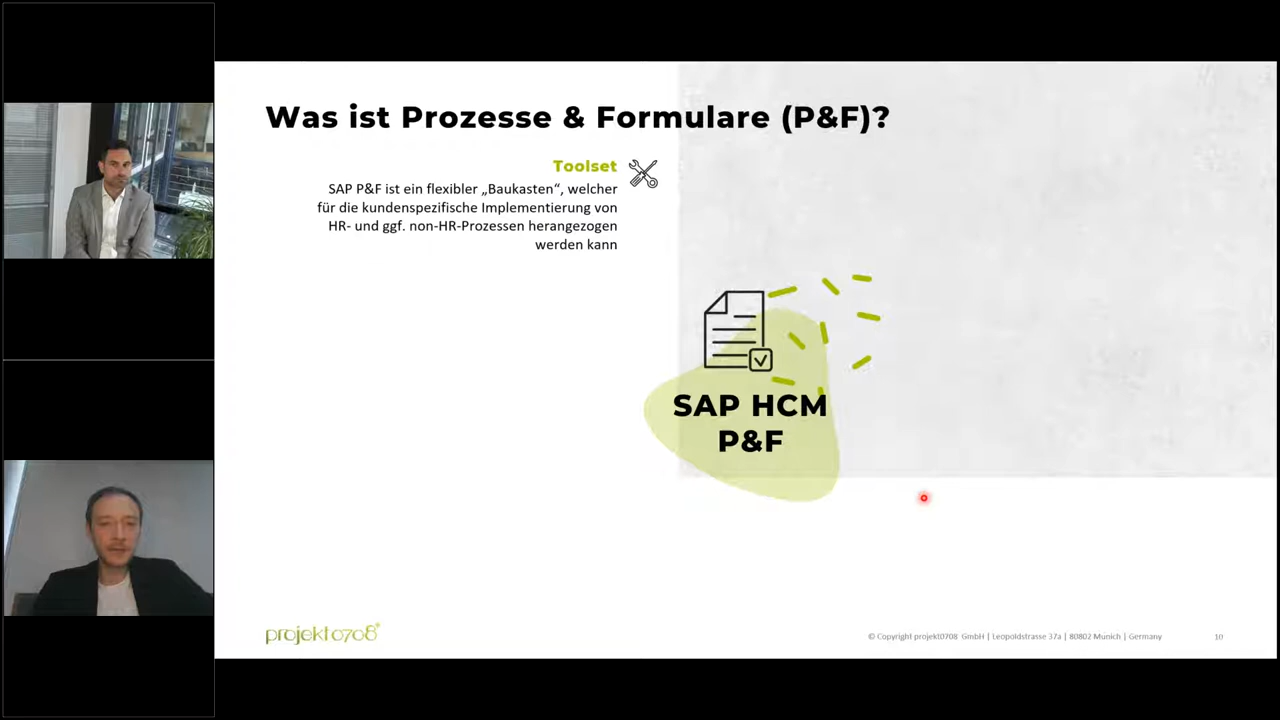 Was ist Prozesse & Formulare (P&F)?
Toolset
SAP P&F ist ein flexibler „Baukasten“, welcher
für die kundenspezifische Implementierung von
HR- und ggf. non-HR-Prozessen herangezogen
werden kann
SAP HCM
P&F
projekt0708
© Copyright projekt0708 GmbH | Leopoldstrasse 37a | 80802 Munich | Germany
10